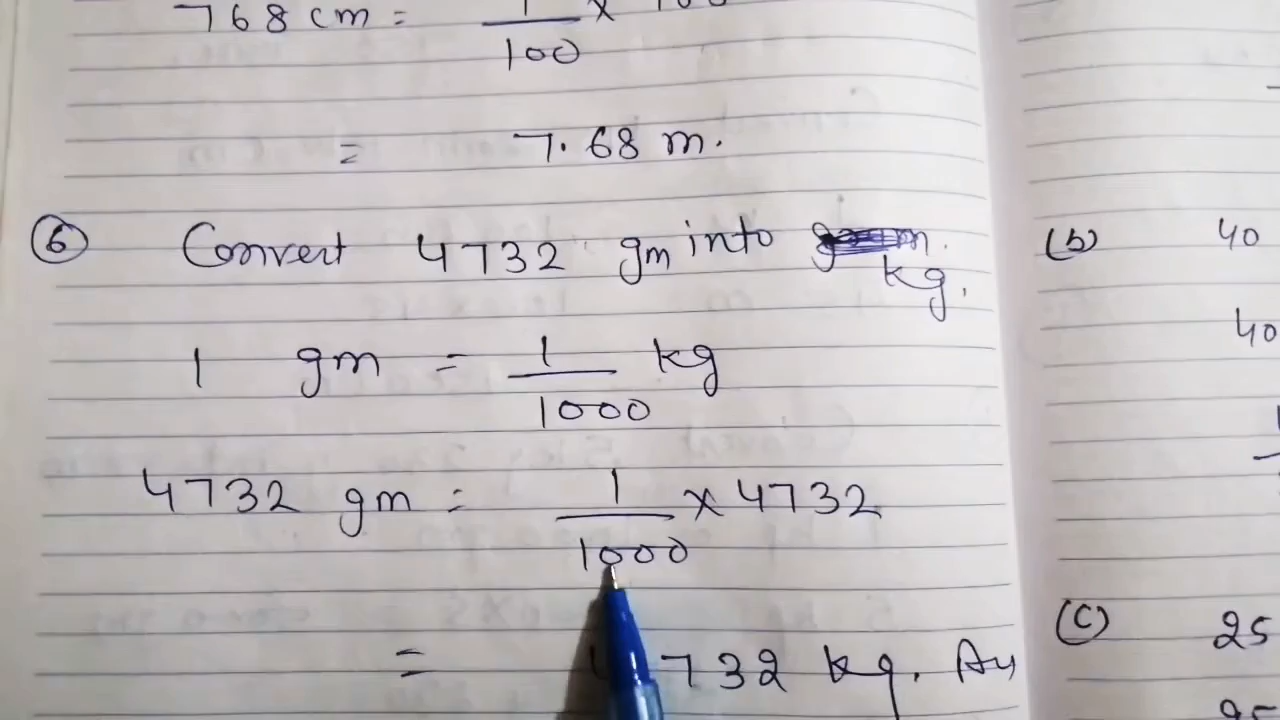 768 cm = 1/100 ×
= 7.68 m.
(6) Convert 4732 gm into
kg.
1 gm = 1/1000 kg
4732 gm = 1/1000 × 4732
= 732 kg.
(b) 40
40
(c) 25